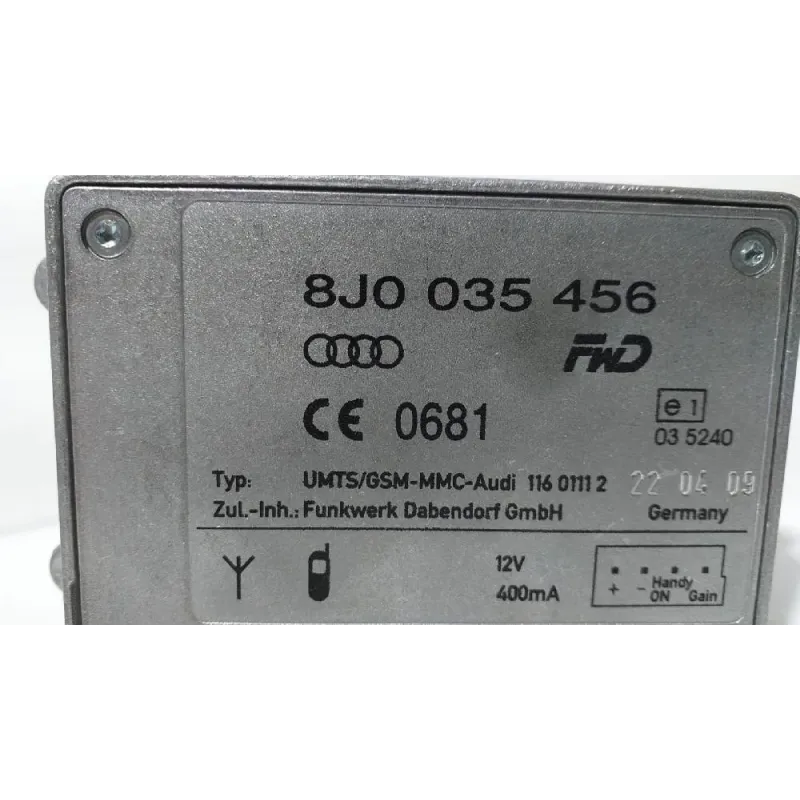 8J0 035 456
FWD
CE 0681
e1
03 5240
Typ: UMTS/GSM-MMC-Audi 116 0111 2 22 04 09
Zul.-Inh.: Funkwerk Dabendorf GmbH Germany
12V
400mA
+ - Handy ON Gain